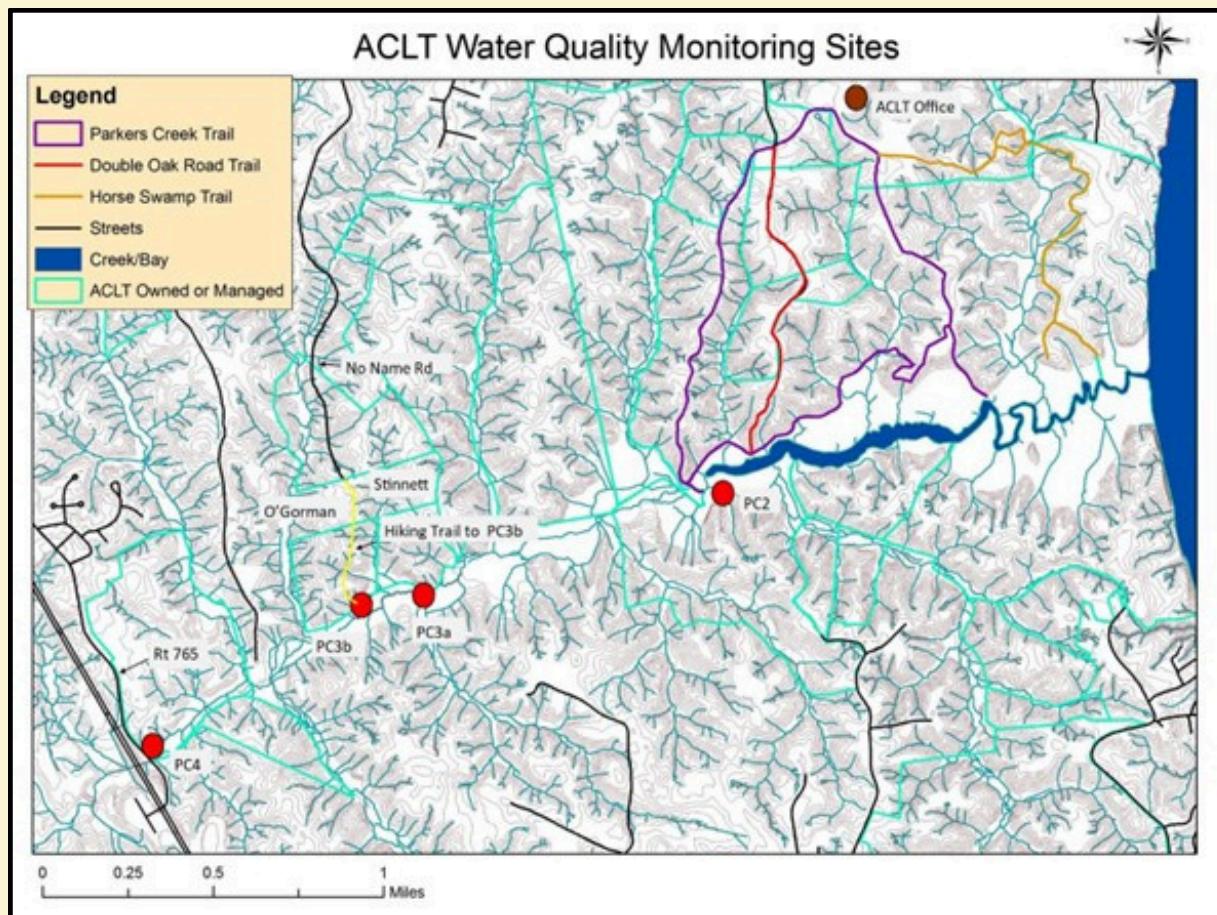 ACLT Water Quality Monitoring Sites
Legend
Parkers Creek Trail
Double Oak Road Trail
Horse Swamp Trail
Streets
Creek/Bay
ACLT Owned or Managed
ACLT Office
No Name Rd
Stinnett
O'Gorman
Hiking Trail to PC3b
PC2
PC3b
PC3a
Rt 765
PC4
0 0.25 0.5 1
Miles